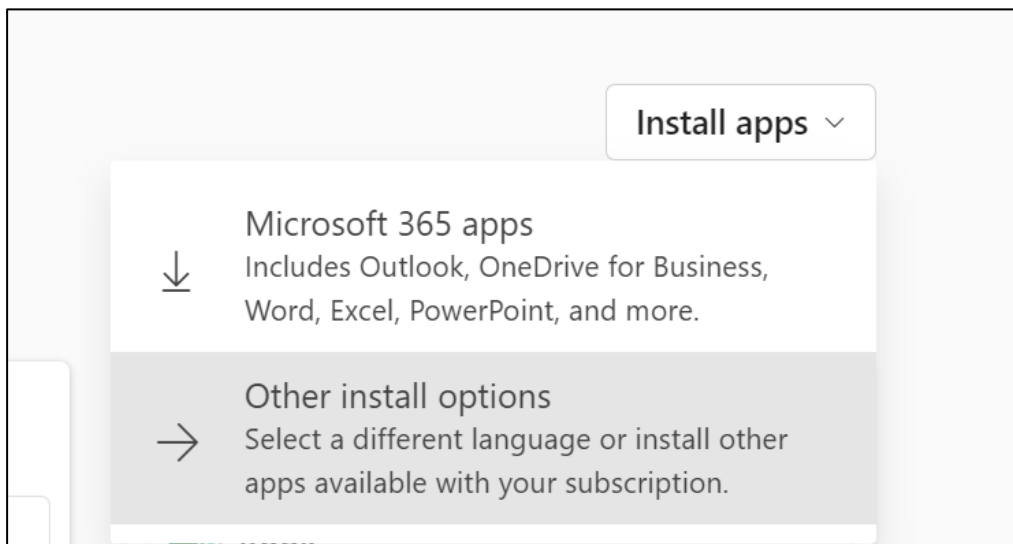 Install apps
Microsoft 365 apps
Includes Outlook, OneDrive for Business,
Word, Excel, PowerPoint, and more.
Other install options
Select a different language or install other
apps available with your subscription.